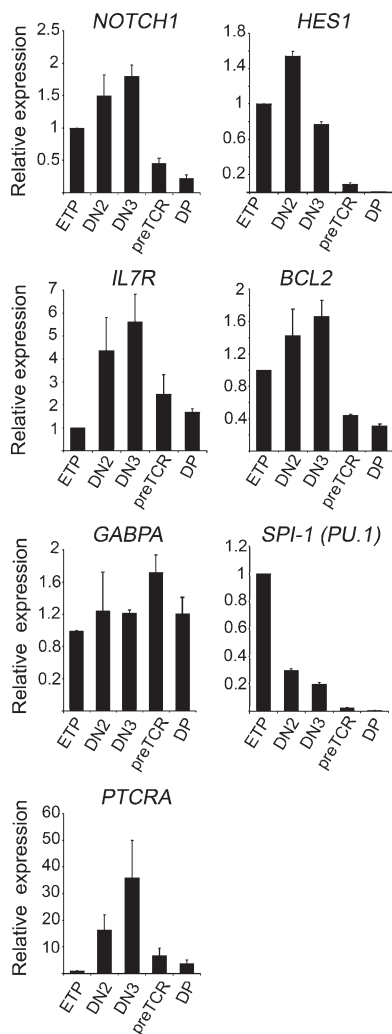 NOTCH1
Relative expression
2.5
2
1.5
1
0.5
ETP
DN2
DN3
preTCR
DP
HES1
1.8
1.4
1
0.6
0.2
ETP
DN2
DN3
preTCR
DP
IL7R
Relative expression
7
6
5
4
3
2
1
ETP
DN2
DN3
preTCR
DP
BCL2
2
1.6
1.2
0.8
0.4
ETP
DN2
DN3
preTCR
DP
GABPA
Relative expression
2
1.6
1.2
0.8
0.2
ETP
DN2
DN3
preTCR
DP
SPI-1 (PU.1)
1.2
1
0.8
0.6
0.4
0.2
ETP
DN2
DN3
preTCR
DP
PTCRA
Relative expression
60
50
40
30
20
10
ETP
DN2
DN3
preTCR
DP